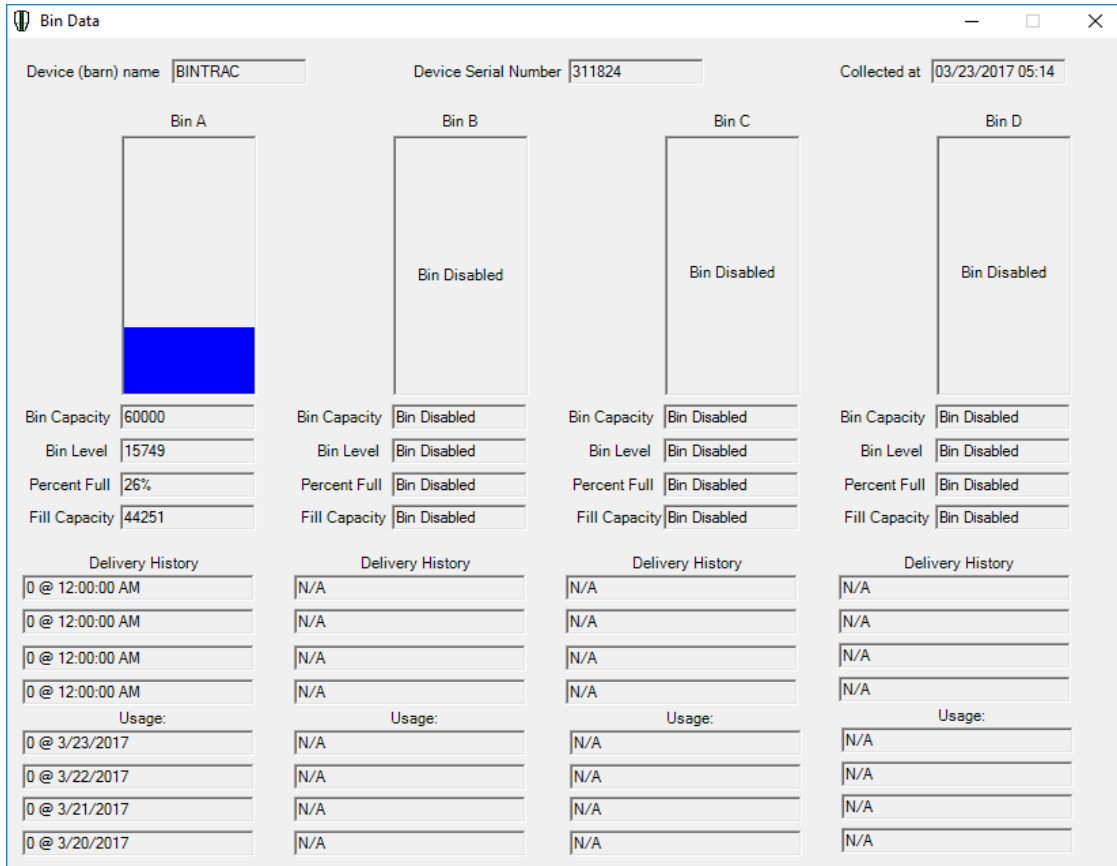 Bin Data
Device (barn) name BINTRAC Device Serial Number 311824 Collected at 03/23/2017 05:14
Bin A Bin B Bin C Bin D
Bin Disabled Bin Disabled Bin Disabled
Bin Capacity 60000 Bin Capacity Bin Disabled Bin Capacity Bin Disabled Bin Capacity Bin Disabled
Bin Level 15749 Bin Level Bin Disabled Bin Level Bin Disabled Bin Level Bin Disabled
Percent Full 26% Percent Full Bin Disabled Percent Full Bin Disabled Percent Full Bin Disabled
Fill Capacity 44251 Fill Capacity Bin Disabled Fill Capacity Bin Disabled Fill Capacity Bin Disabled
Delivery History Delivery History Delivery History Delivery History
0 @ 12:00:00 AM N/A N/A N/A
0 @ 12:00:00 AM N/A N/A N/A
0 @ 12:00:00 AM N/A N/A N/A
0 @ 12:00:00 AM N/A N/A N/A
Usage: Usage: Usage: Usage:
0 @ 3/23/2017 N/A N/A N/A
0 @ 3/22/2017 N/A N/A N/A
0 @ 3/21/2017 N/A N/A N/A
0 @ 3/20/2017 N/A N/A N/A